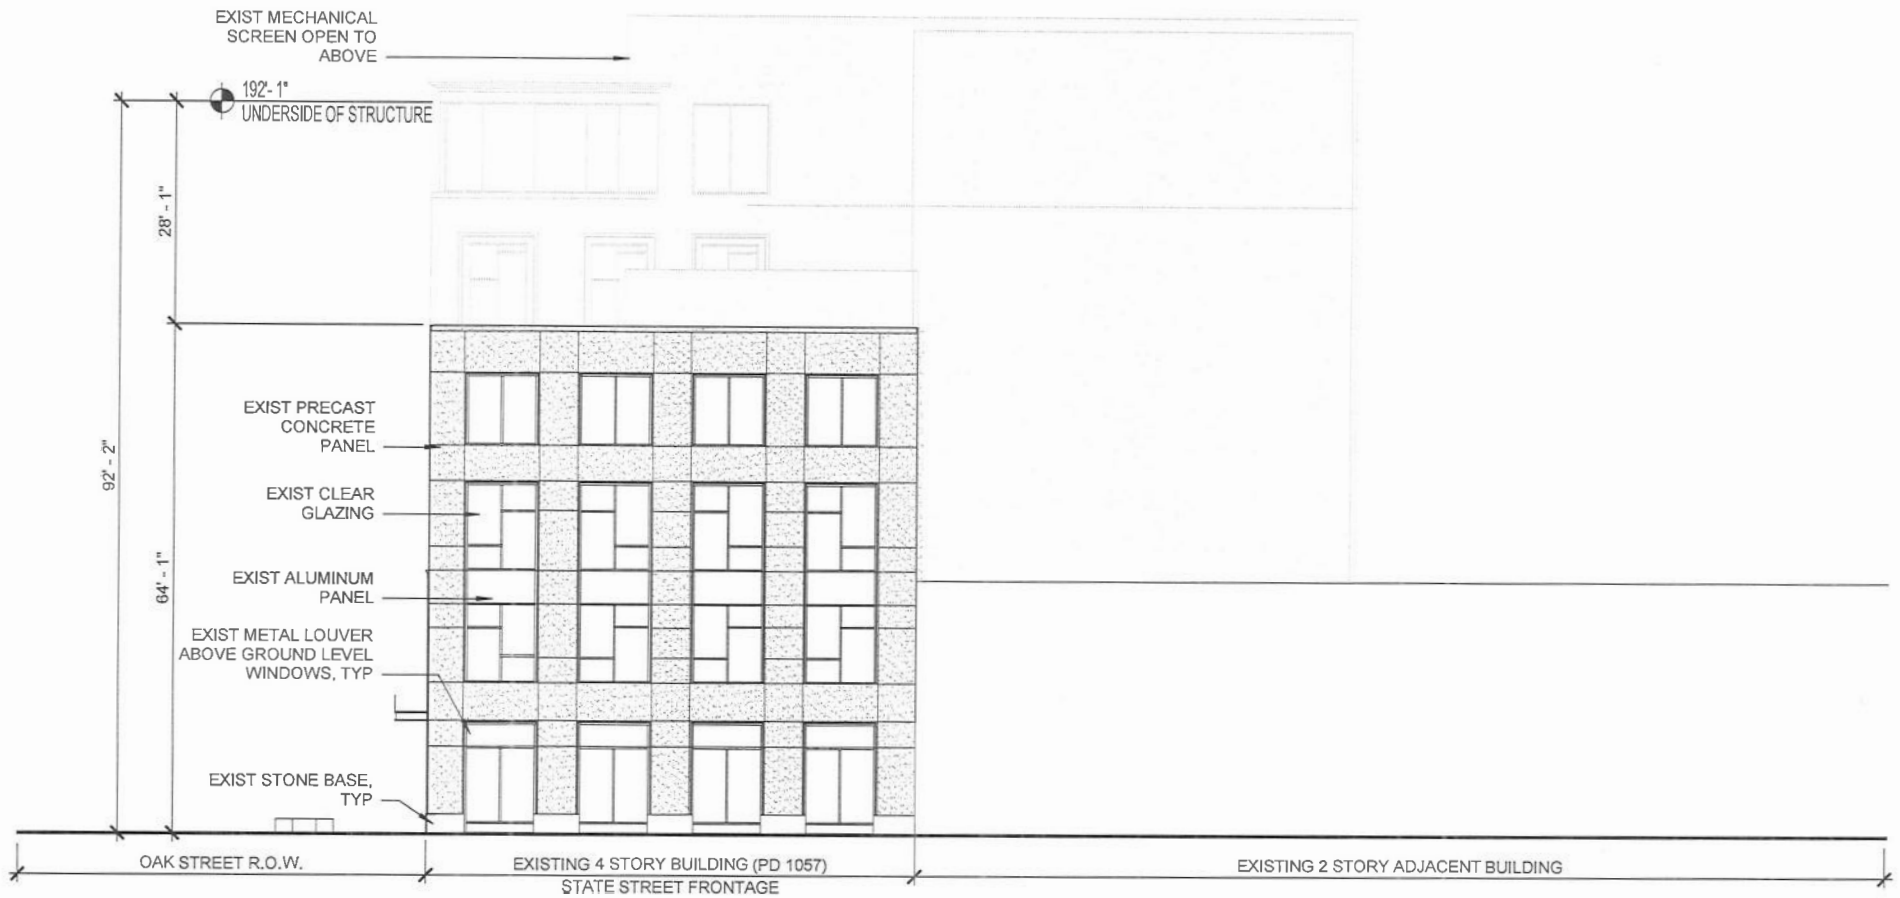 EXIST MECHANICAL
SCREEN OPEN TO
ABOVE
192'- 1"
UNDERSIDE OF STRUCTURE
28' - 1"
92' - 2"
64' - 1"
EXIST PRECAST
CONCRETE
PANEL
EXIST CLEAR
GLAZING
EXIST ALUMINUM
PANEL
EXIST METAL LOUVER
ABOVE GROUND LEVEL
WINDOWS, TYP
EXIST STONE BASE,
TYP
OAK STREET R.O.W.
EXISTING 4 STORY BUILDING (PD 1057)
STATE STREET FRONTAGE
EXISTING 2 STORY ADJACENT BUILDING